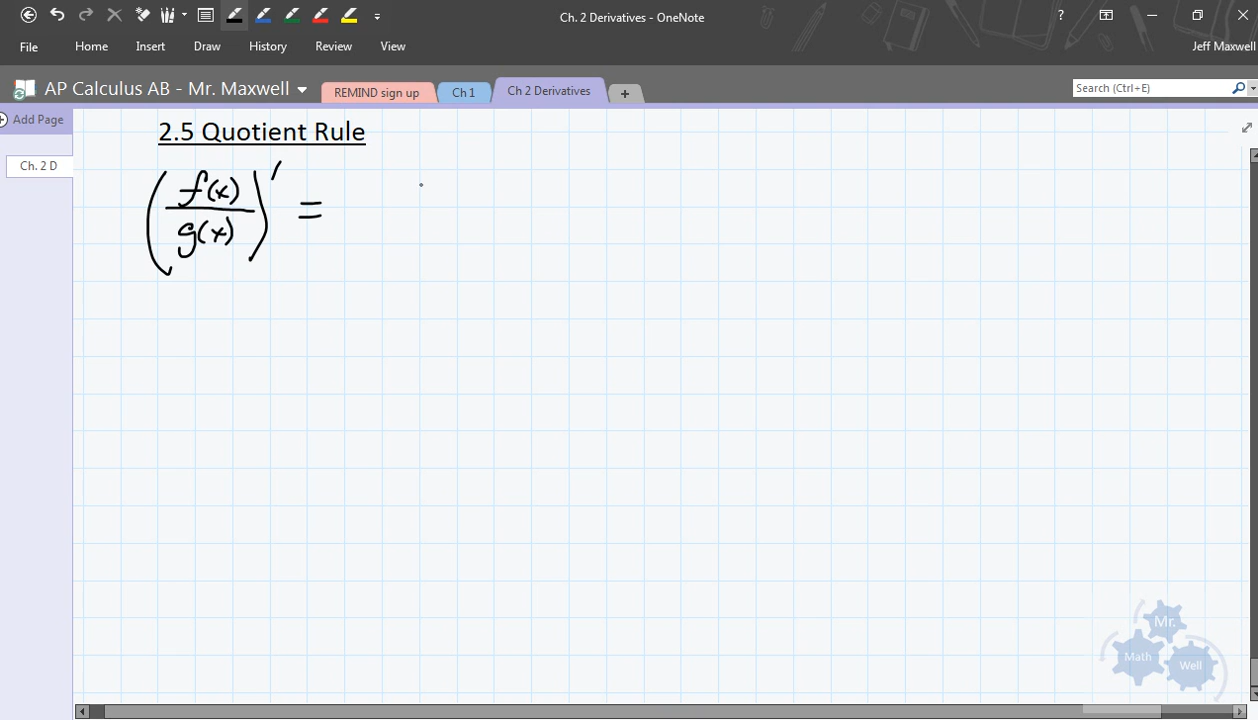 Ch. 2 Derivatives - OneNote
?
File Home Insert Draw History Review View
Jeff Maxwell
AP Calculus AB - Mr. Maxwell
REMIND sign up
Ch 1
Ch 2 Derivatives
+
Search (Ctrl+E)
Add Page
Ch. 2 D
2.5 Quotient Rule
(f(x)/g(x))' =
Mr.
Math
Well